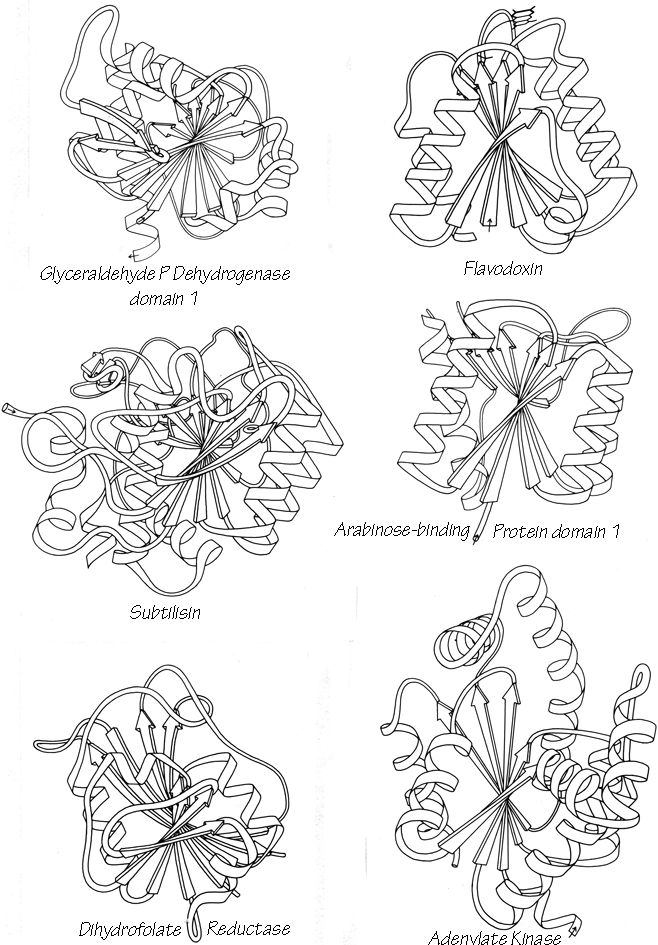 Glyceraldehyde P Dehydrogenase
domain 1
Flavodoxin
Subtilisin
Arabinose-binding Protein domain 1
Dihydrofolate Reductase
Adenylate Kinase